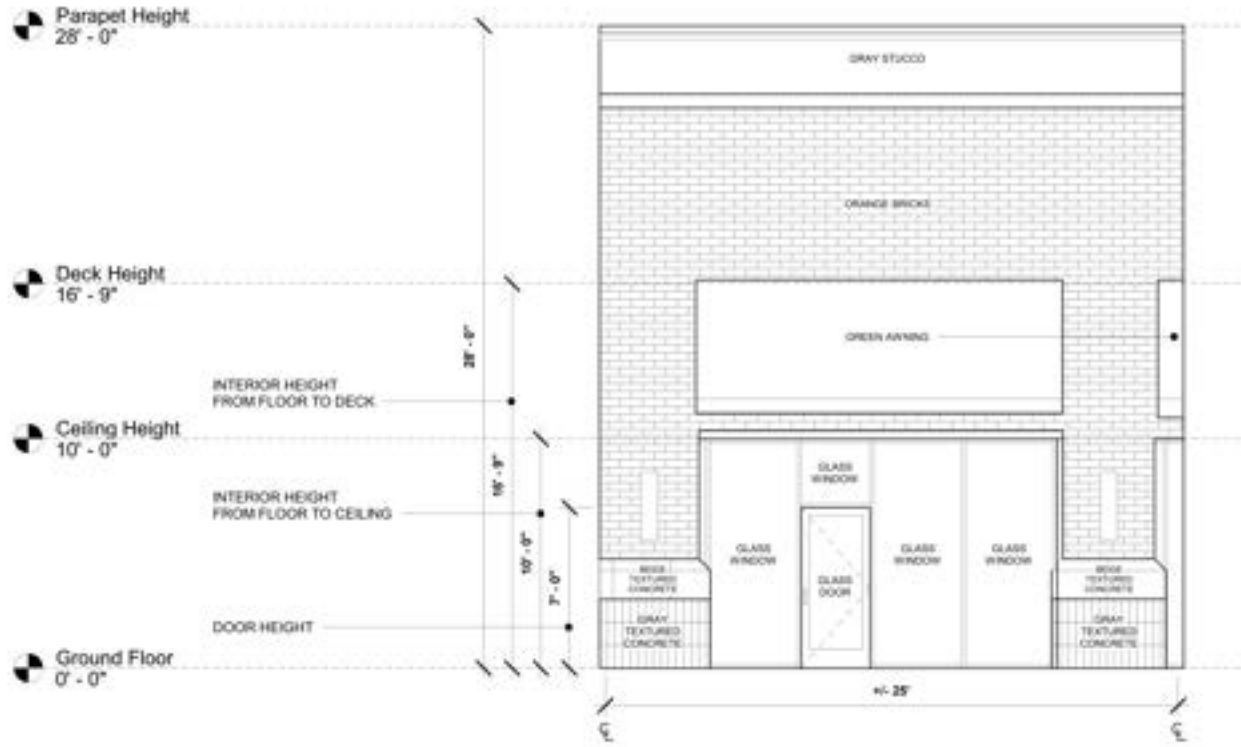 Parapet Height
28' - 0"
GRAY STUCCO
ORANGE BRICKS
Deck Height
16' - 9"
28' - 0"
GREEN AWNING
INTERIOR HEIGHT
FROM FLOOR TO DECK
Ceiling Height
10' - 0"
16' - 9"
GLASS
WINDOW
INTERIOR HEIGHT
FROM FLOOR TO CEILING
10' - 0"
7' - 0"
GLASS
WINDOW
GLASS
DOOR
GLASS
WINDOW
GLASS
WINDOW
BEIGE
TEXTURED
CONCRETE
BEIGE
TEXTURED
CONCRETE
DOOR HEIGHT
GRAY
TEXTURED
CONCRETE
GRAY
TEXTURED
CONCRETE
Ground Floor
0' - 0"
+/- 25'
℄
℄